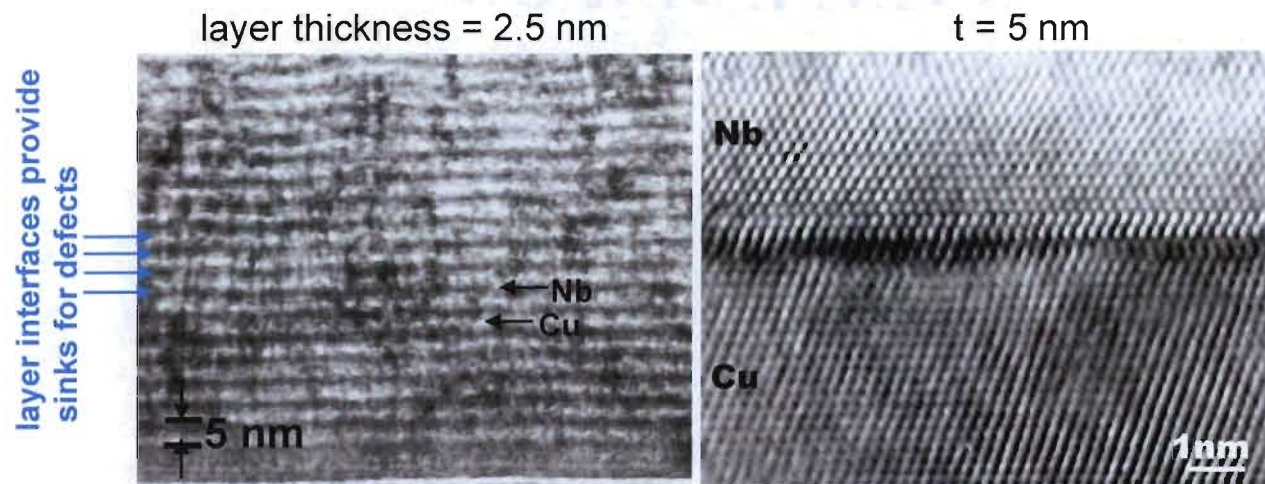 layer thickness = 2.5 nm
t = 5 nm
layer interfaces provide
sinks for defects
Nb
Cu
5 nm
Nb
Cu
1nm